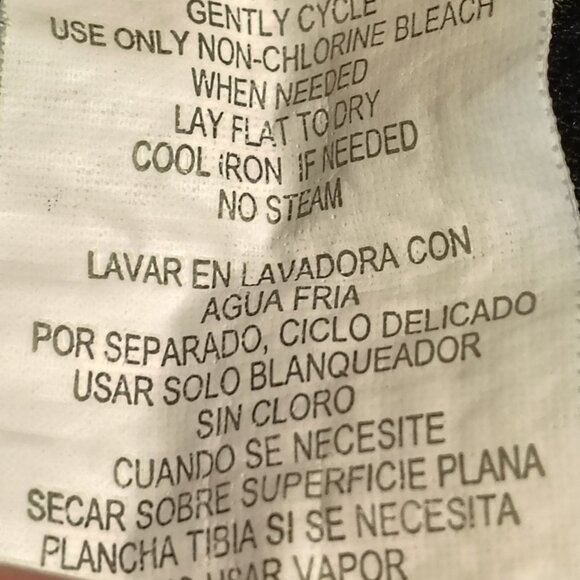 GENTLY CYCLE
USE ONLY NON-CHLORINE BLEACH
WHEN NEEDED
LAY FLAT TO DRY
COOL IRON IF NEEDED
NO STEAM
LAVAR EN LAVADORA CON
AGUA FRIA
POR SEPARADO, CICLO DELICADO
USAR SOLO BLANQUEADOR
SIN CLORO
CUANDO SE NECESITE
SECAR SOBRE SUPERFICIE PLANA
PLANCHA TIBIA SI SE NECESITA
USAR VAPOR